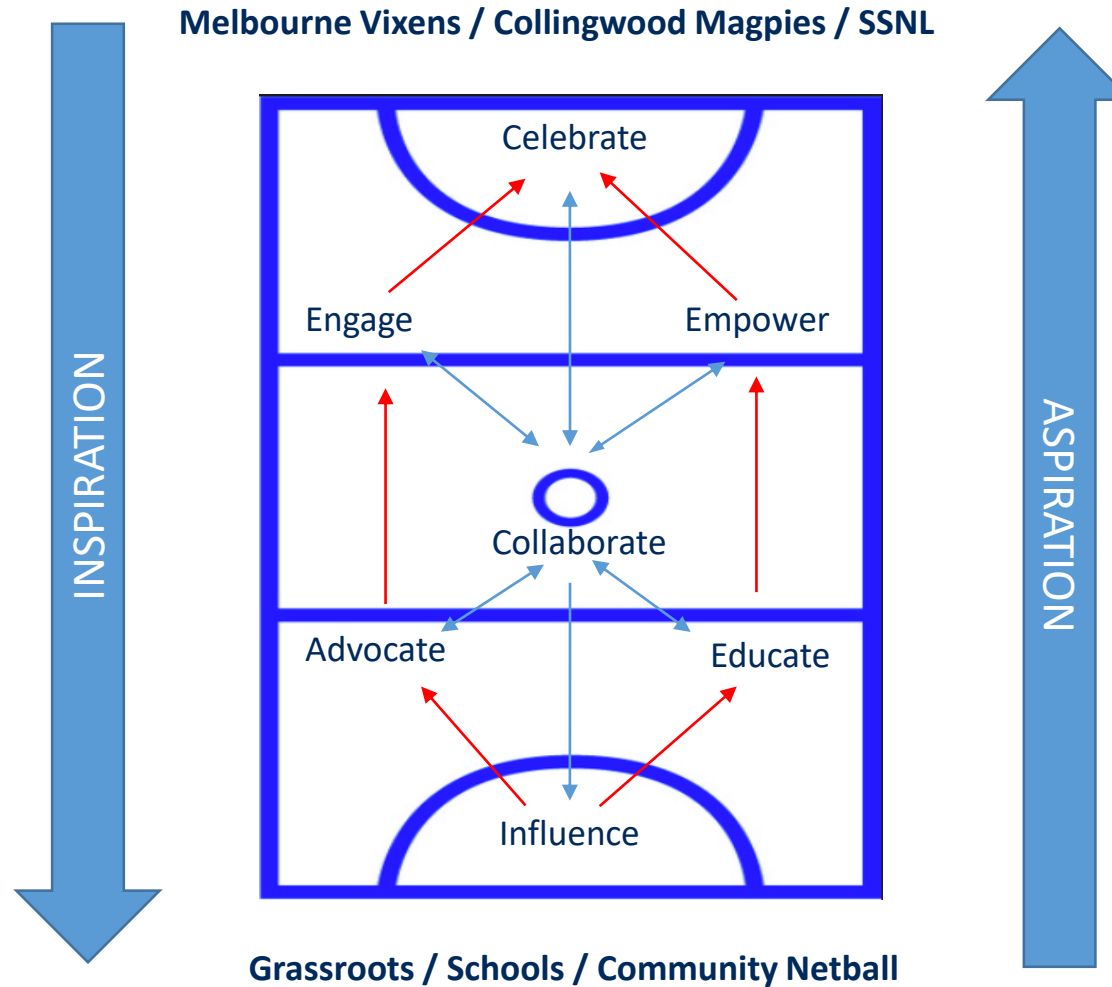 Melbourne Vixens / Collingwood Magpies / SSNL
Celebrate
Engage
Empower
INSPIRATION
ASPIRATION
Collaborate
Advocate
Educate
Influence
Grassroots / Schools / Community Netball